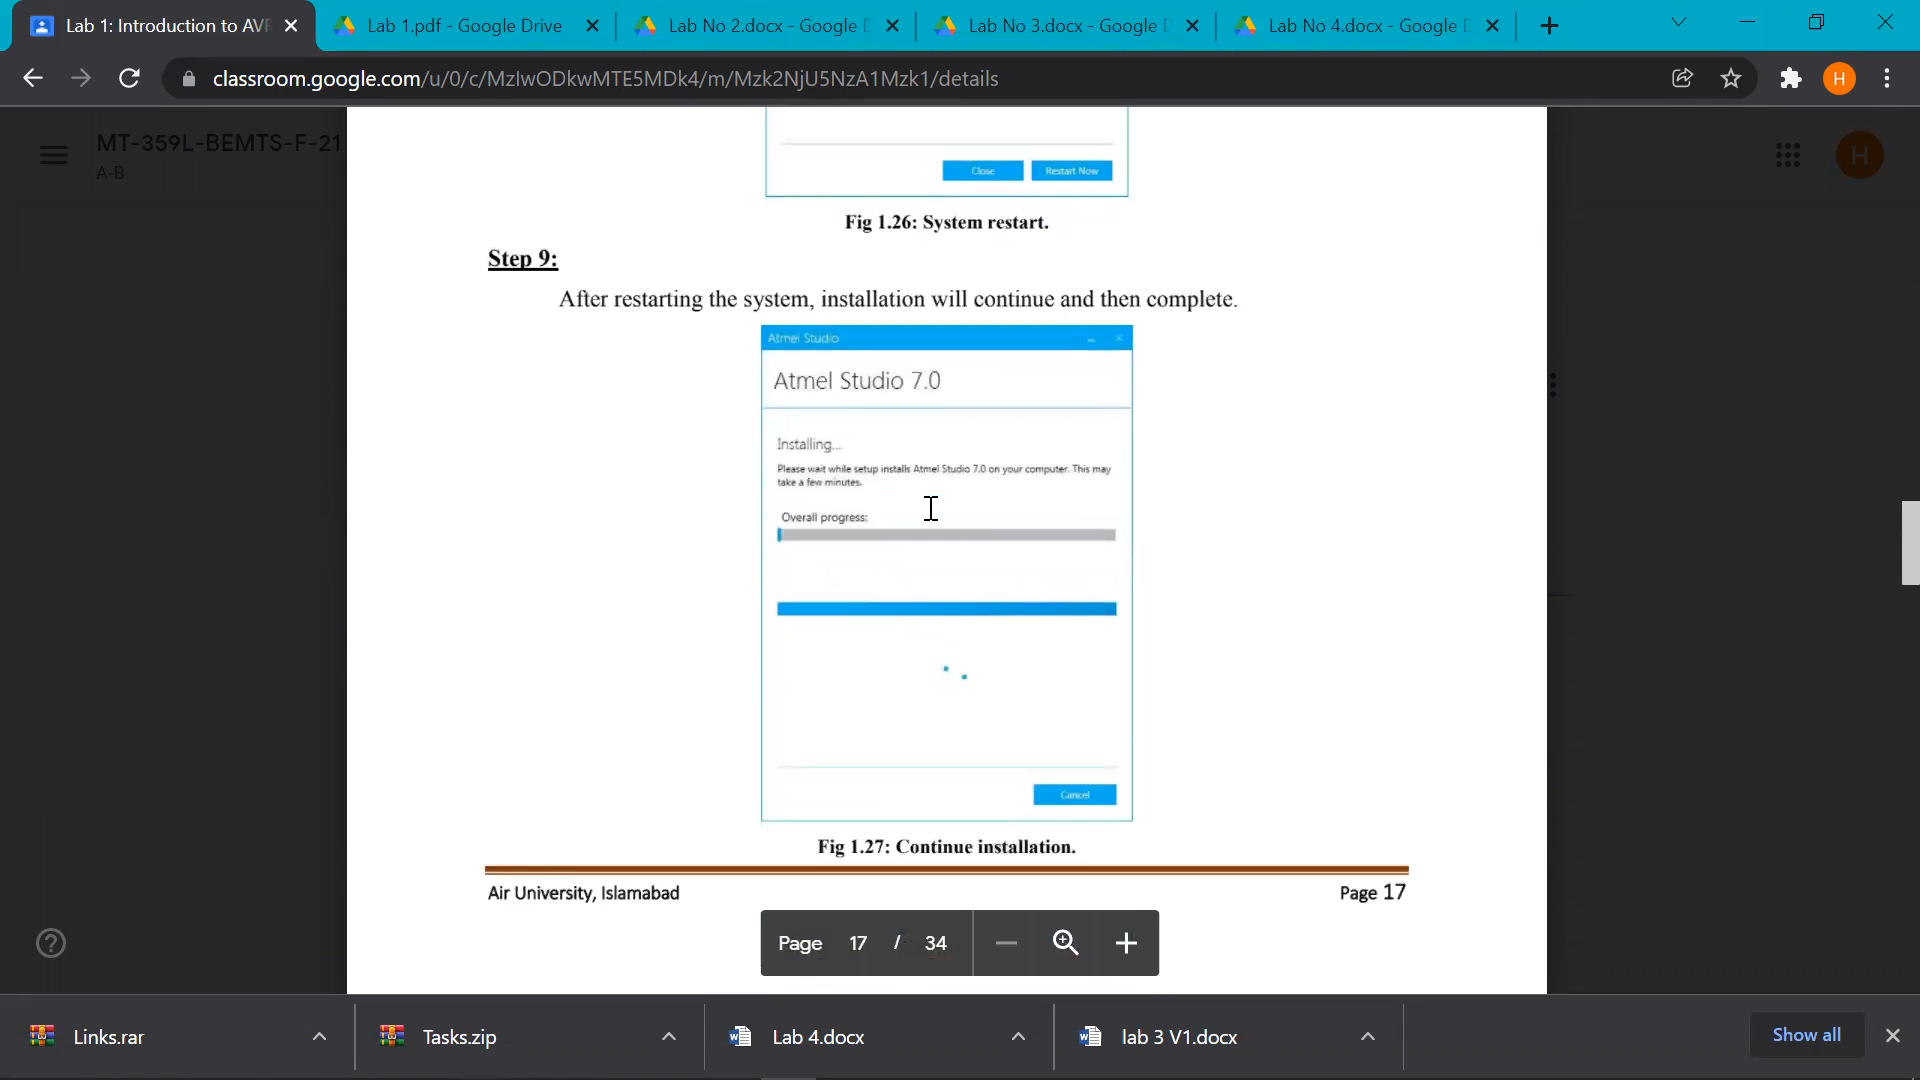 Lab 1: Introduction to AVR
Lab 1.pdf - Google Drive
Lab No 2.docx - Google D
Lab No 3.docx - Google D
Lab No 4.docx - Google D
classroom.google.com/u/0/c/MzIwODkwMTE5MDk4/m/Mzk2NjU5NzA1Mzk1/details
H
MT-359L-BEMTS-F-21
A-B
H
Close
Restart Now
Fig 1.26: System restart.
Step 9:
After restarting the system, installation will continue and then complete.
Atmel Studio
Atmel Studio 7.0
Installing...
Please wait while setup installs Atmel Studio 7.0 on your computer. This may
take a few minutes.
Overall progress:
Cancel
Fig 1.27: Continue installation.
Air University, Islamabad
Page 17
Page 17 / 34
Links.rar
Tasks.zip
Lab 4.docx
lab 3 V1.docx
Show all